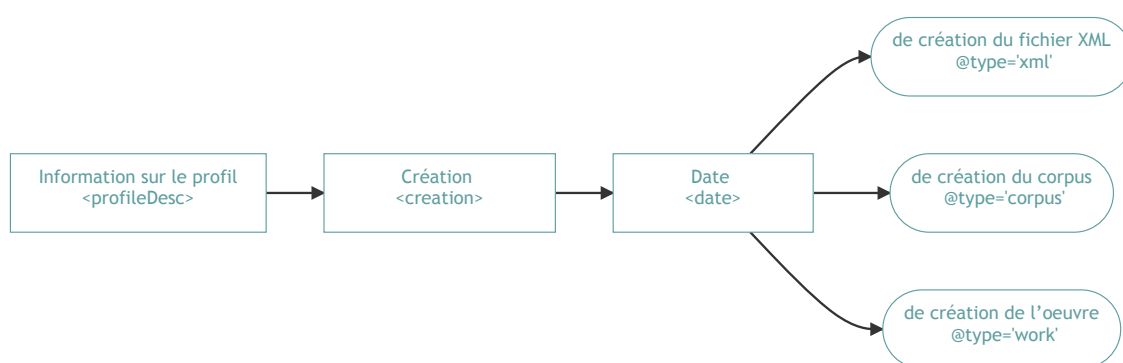 Information sur le profil
<profileDesc>
Création
<creation>
Date
<date>
de création du fichier XML
@type='xml'
de création du corpus
@type='corpus'
de création de l’oeuvre
@type='work'